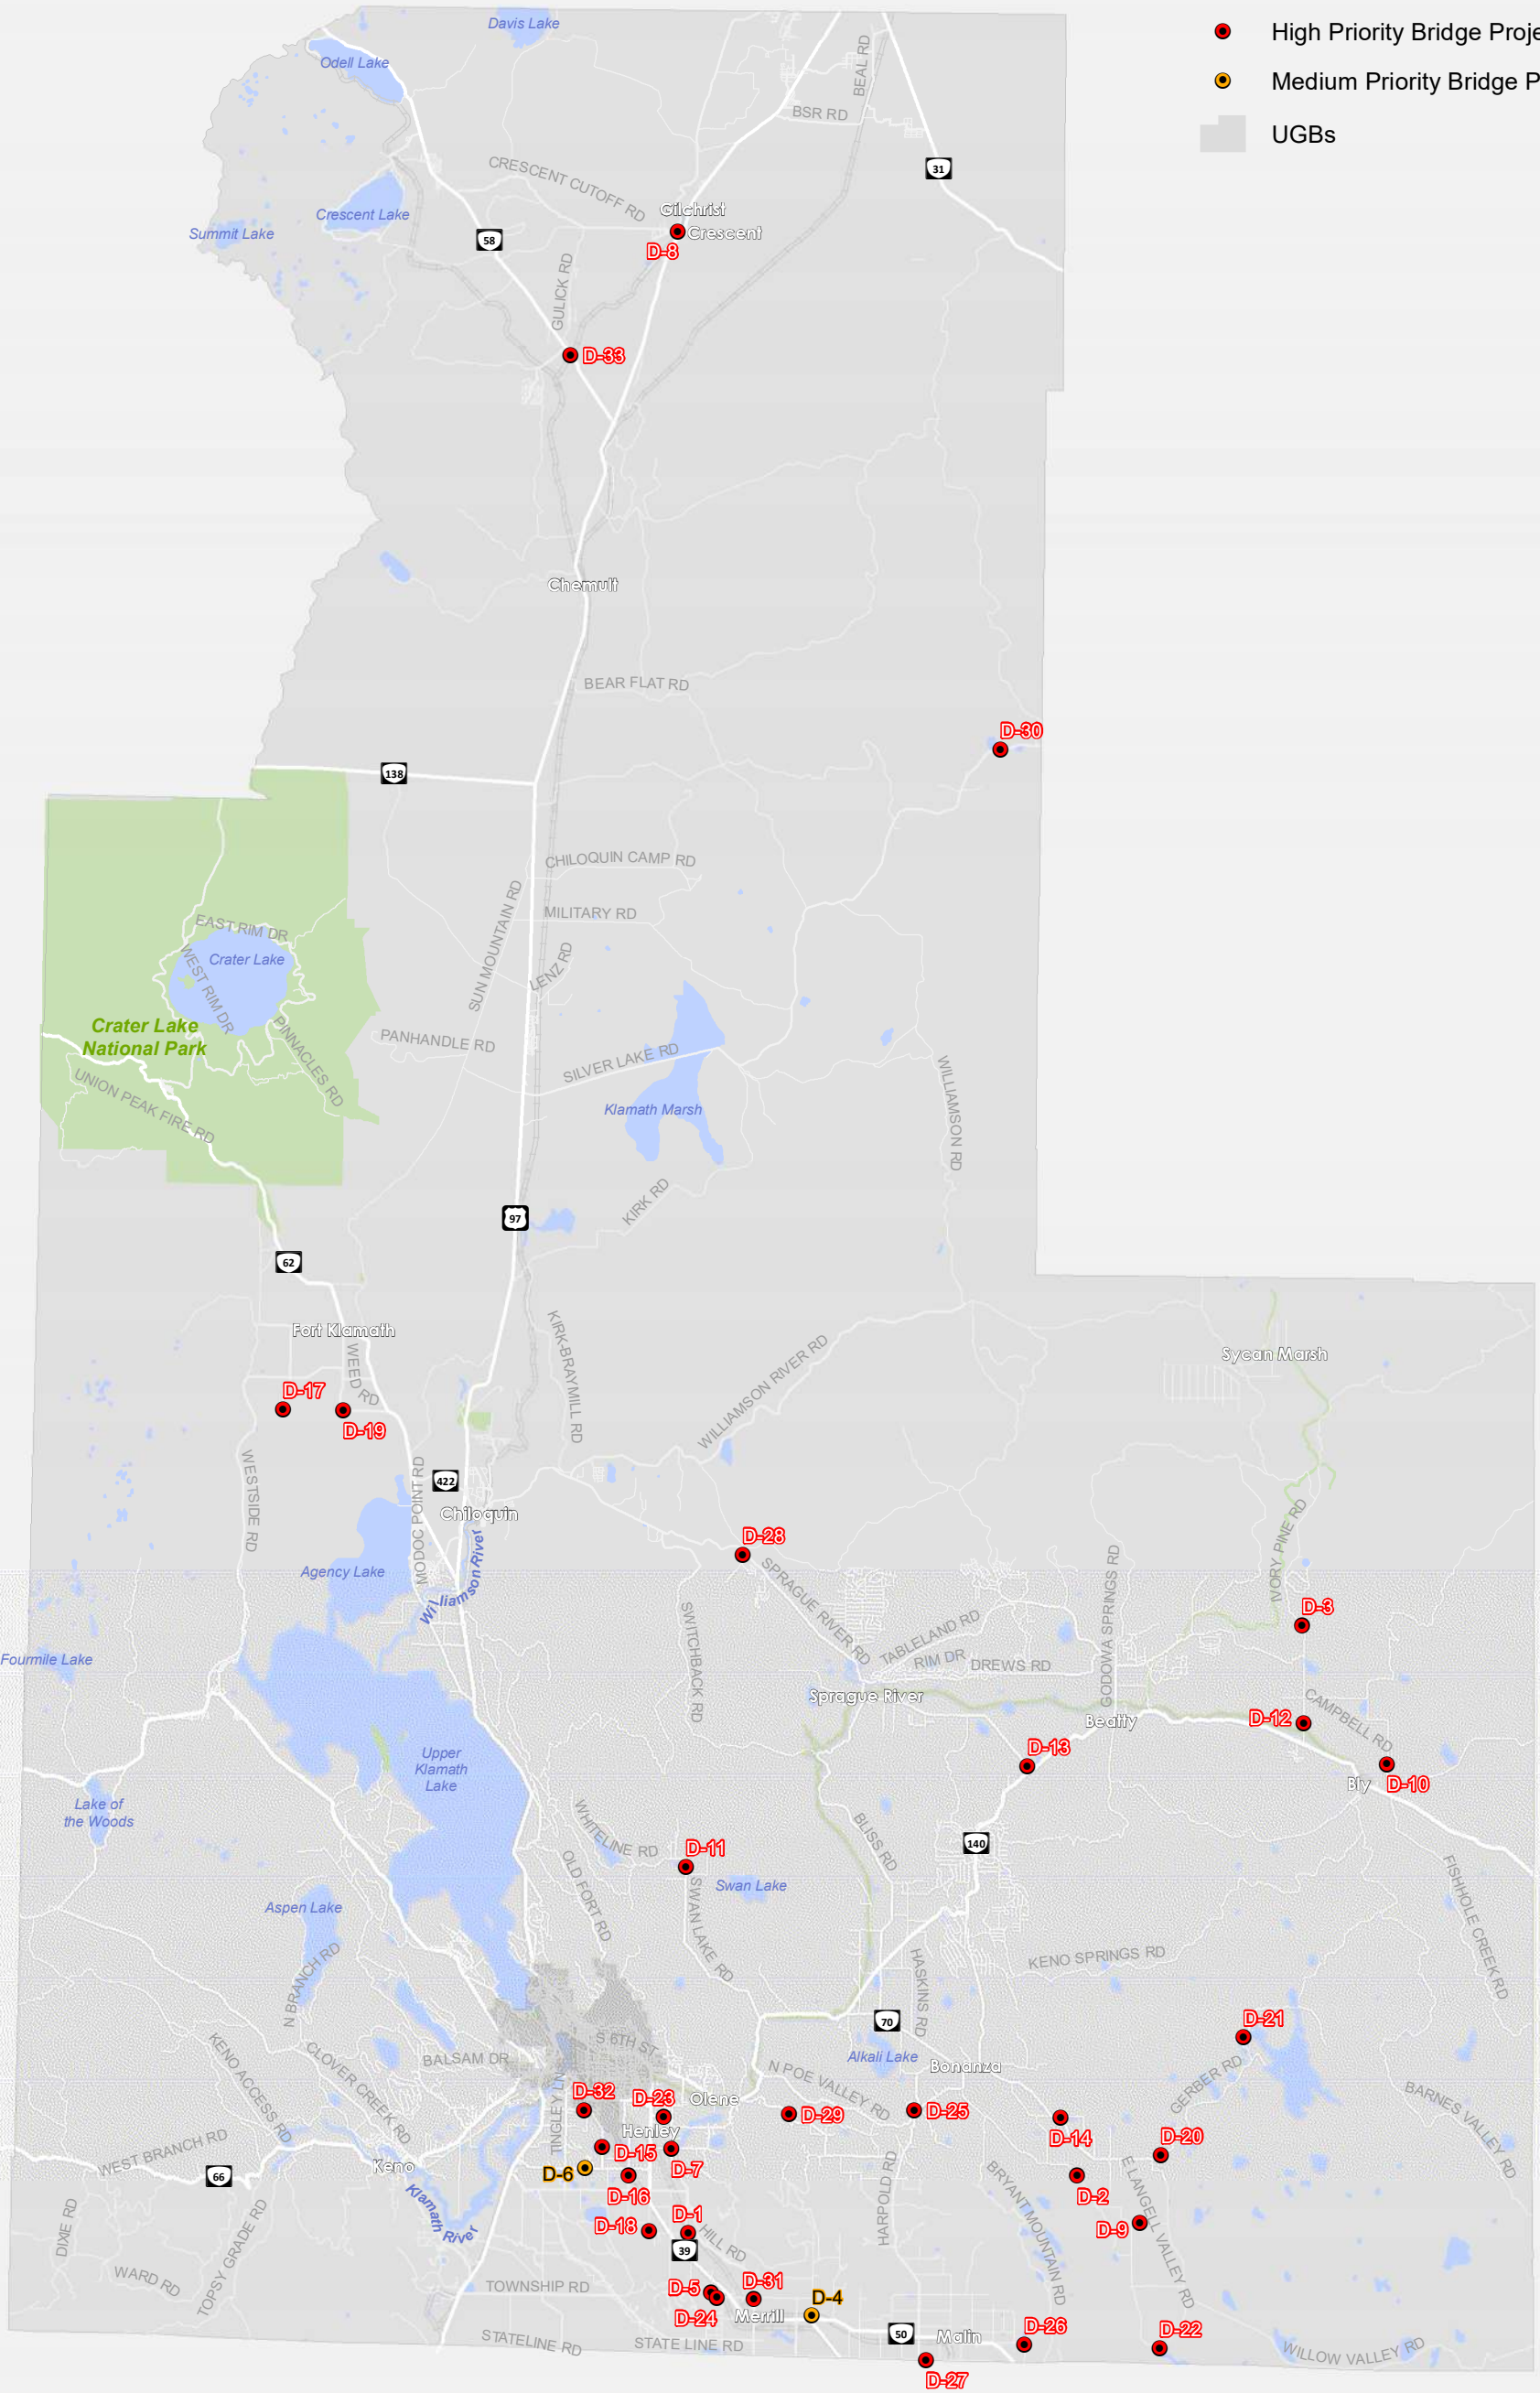 High Priority Bridge Proje
Medium Priority Bridge P
UGBs
Davis Lake
Odell Lake
BEAL RD
BSR RD
31
CRESCENT CUTOFF RD
Crescent Lake
Summit Lake
Gilchrist
Crescent
D-8
58
GULICK RD
D-33
Chemult
BEAR FLAT RD
D-30
138
CHILOQUIN CAMP RD
MILITARY RD
SUN MOUNTAIN RD
LENZ RD
EAST RIM DR
Crater Lake
WEST RIM DR
Crater Lake
National Park
PINNACLES RD
PANHANDLE RD
SILVER LAKE RD
UNION PEAK FIRE RD
Klamath Marsh
WILLIAMSON RD
KIRK RD
97
62
Fort Klamath
WEED RD
KIRK-BRAYMILL RD
WILLIAMSON RIVER RD
Sycan Marsh
D-17
D-19
WESTSIDE RD
MODOC POINT RD
422
Chiloquin
Williamson River
Agency Lake
D-28
SPRAGUE RIVER RD
SWITCHBACK RD
TABLELAND RD
RIM DR
DREWS RD
GODOWA SPRINGS RD
IVORY PINE RD
D-3
Fourmile Lake
Sprague River
Beatty
D-12
CAMPBELL RD
D-13
Bly
D-10
Upper
Klamath
Lake
Lake of
the Woods
WHITELINE RD
OLD FORT RD
D-11
BLISS RD
140
Swan Lake
SWAN LAKE RD
Aspen Lake
N BRANCH RD
FISHHOLE CREEK RD
KENO SPRINGS RD
HASKINS RD
70
D-21
S 6TH ST
Alkali Lake
Bonanza
KENO ACCESS RD
CLOVER CREEK RD
BALSAM DR
TINGLEY LN
N POE VALLEY RD
GERBER RD
BARNES VALLEY RD
D-32
D-23
Olene
D-29
D-25
Henley
D-14
D-15
D-7
D-20
WEST BRANCH RD
66
Keno
D-6
D-16
D-2
Klamath River
D-18
D-1
HILL RD
39
HARPOLD RD
BRYANT MOUNTAIN RD
E LANGELL VALLEY RD
D-9
DIXIE RD
WARD RD
TOPSY GRADE RD
TOWNSHIP RD
D-5
D-24
D-31
Merrill
D-4
50
Malin
D-26
D-22
STATELINE RD
STATE LINE RD
WILLOW VALLEY RD
D-27